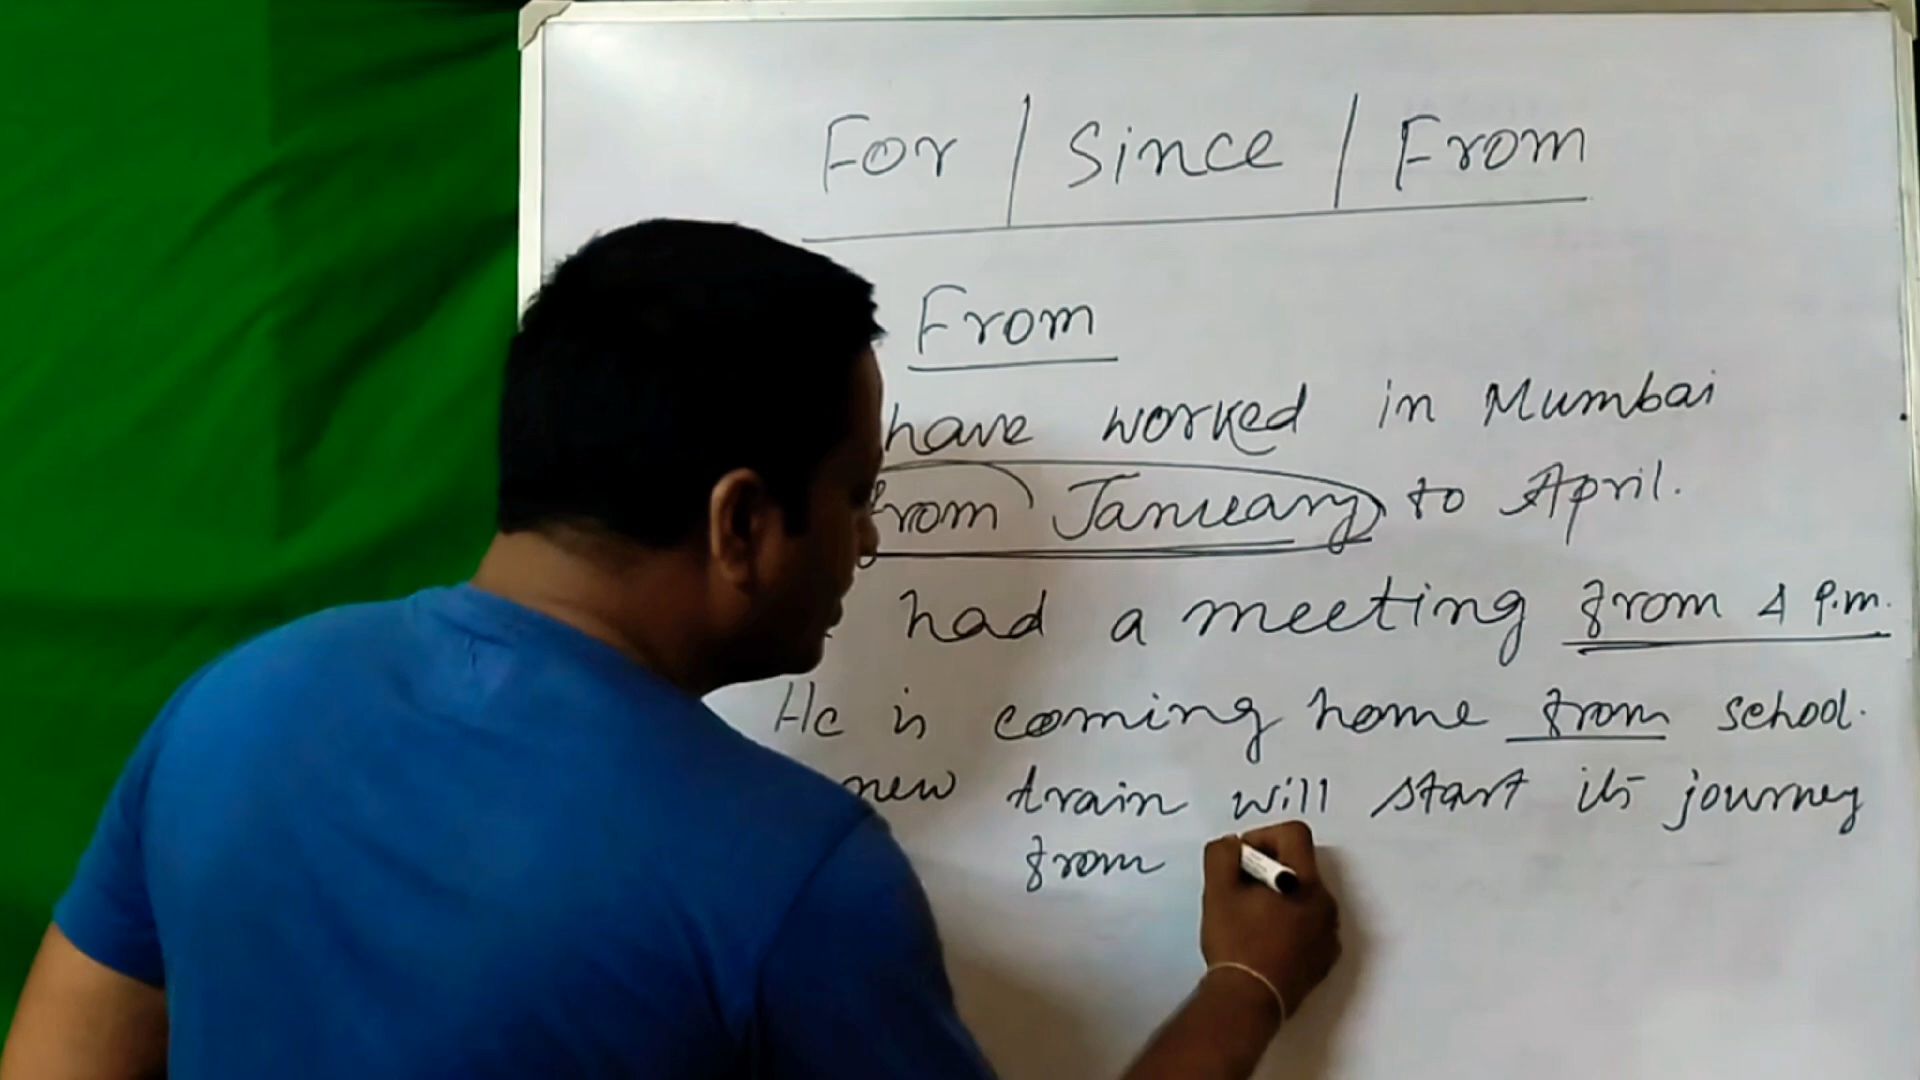 For | Since | From
From
have worked in Mumbai
from January to April.
had a meeting from 4 P.m.
He is coming home from school.
new train will start its journey
from